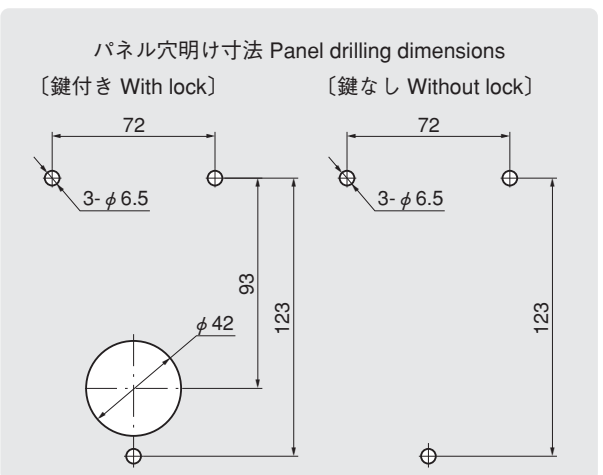 パネル穴明け寸法 Panel drilling dimensions
〔鍵付き With lock〕
〔鍵なし Without lock〕
72
72
3-φ6.5
3-φ6.5
93
123
123
φ42